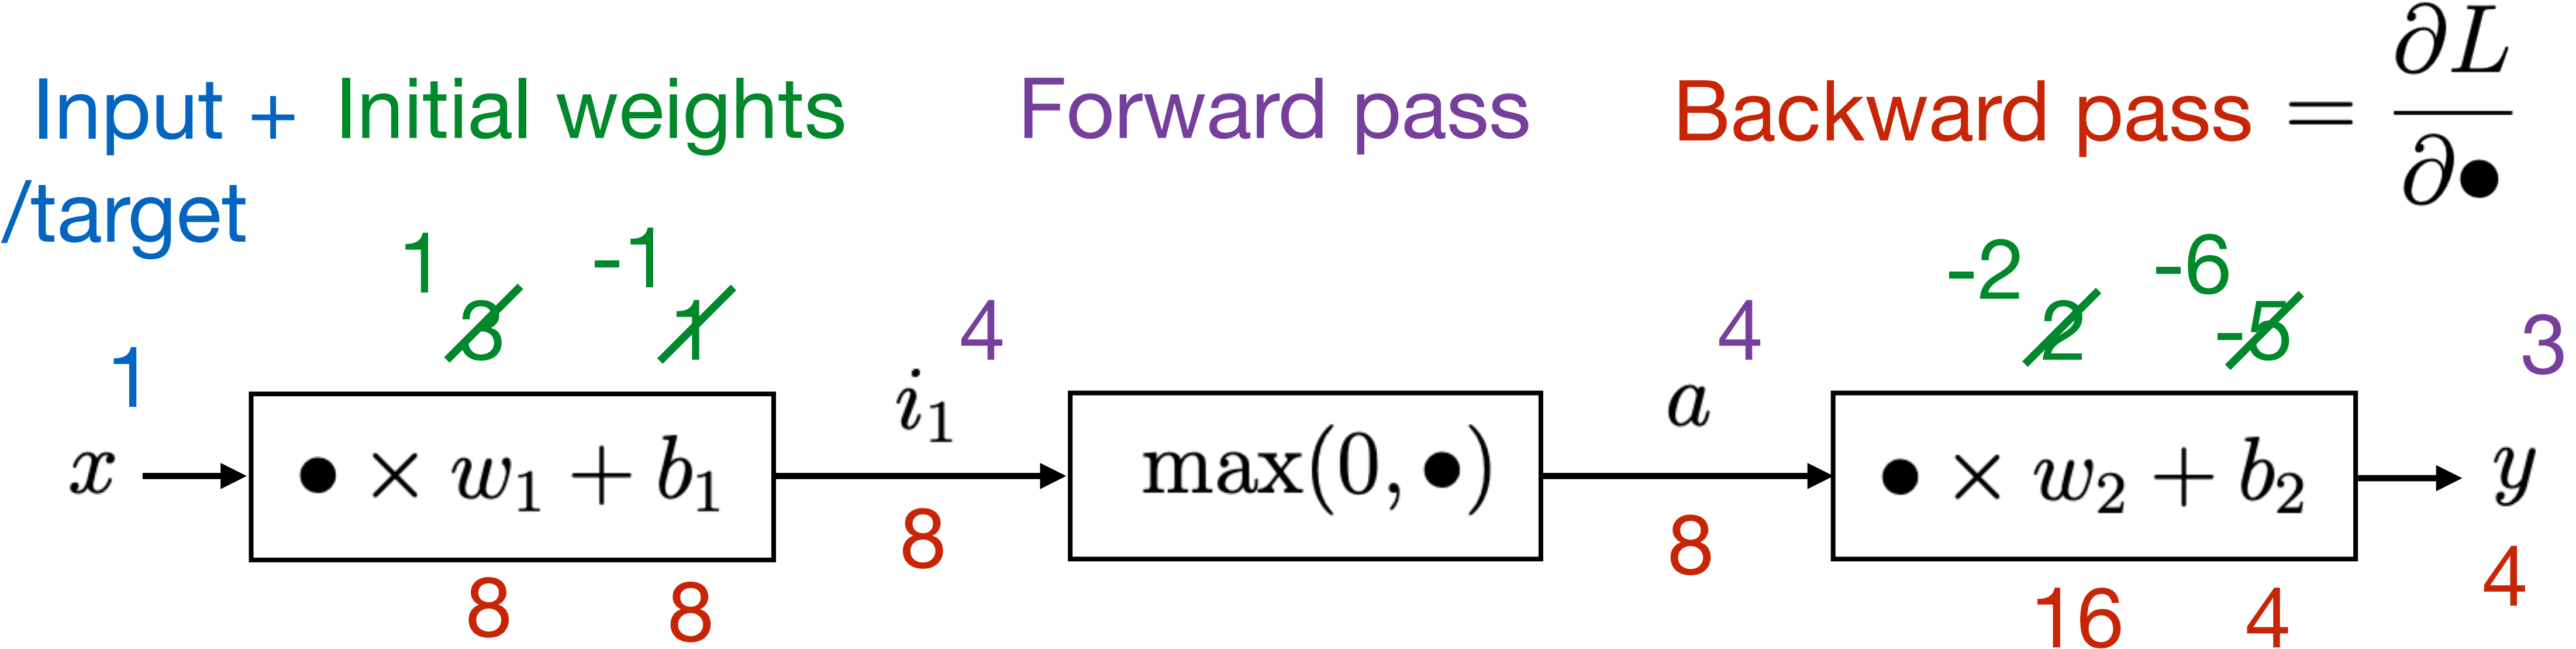 Input + Initial weights Forward pass Backward pass = ∂L/∂●
/target
1 -1 -2 -6
3 1 4 4 2 -5 3
1
x ● × w₁ + b₁ i₁ max(0, ●) a ● × w₂ + b₂ y
8 8 4
8 8 16 4